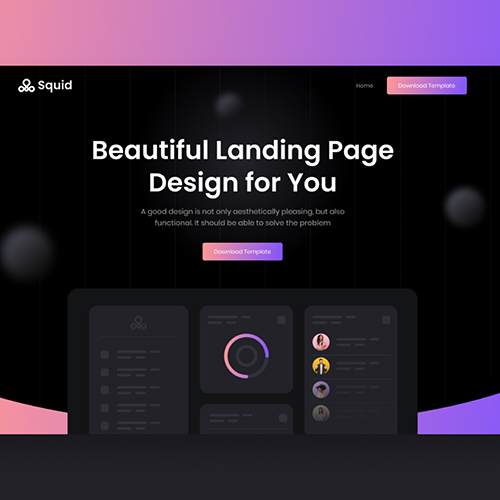 Squid
Home
Download Template
Beautiful Landing Page
Design for You
A good design is not only aesthetically pleasing, but also
functional. It should be able to solve the problem
Download Template